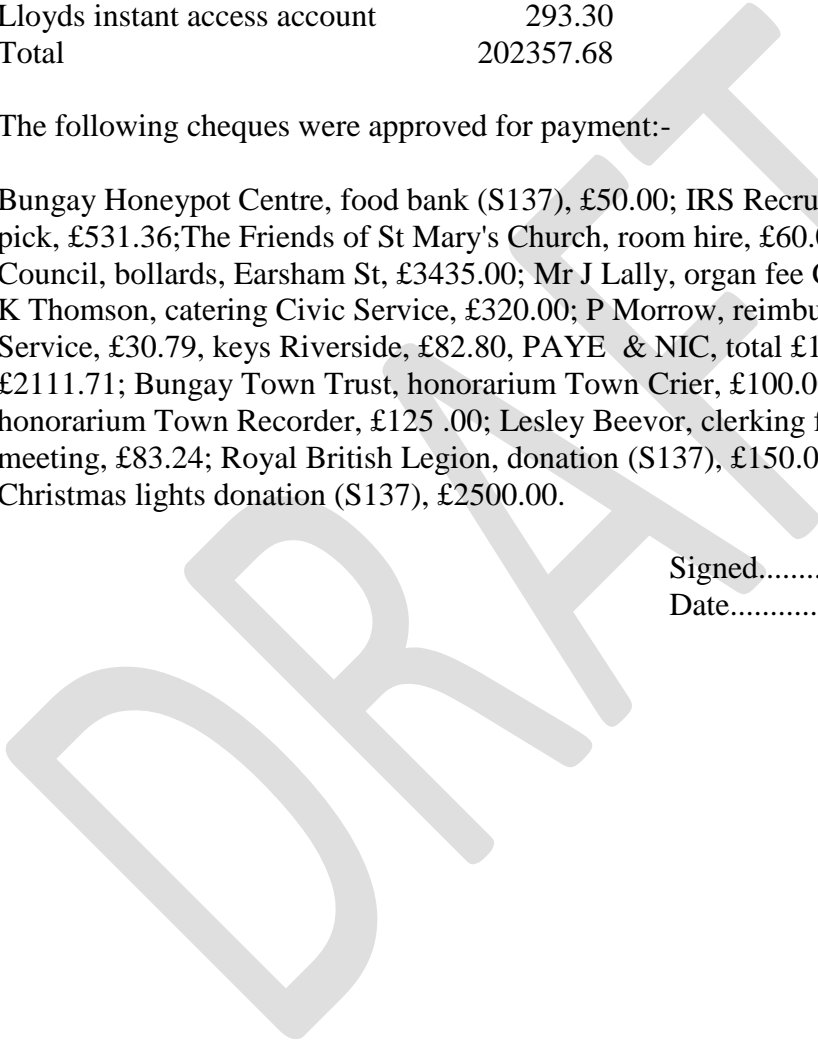 Lloyds instant access account 293.30
Total 202357.68
The following cheques were approved for payment:-
Bungay Honeypot Centre, food bank (S137), £50.00; IRS Recru
pick, £531.36;The Friends of St Mary's Church, room hire, £60.0
Council, bollards, Earsham St, £3435.00; Mr J Lally, organ fee C
K Thomson, catering Civic Service, £320.00; P Morrow, reimbu
Service, £30.79, keys Riverside, £82.80, PAYE & NIC, total £1
£2111.71; Bungay Town Trust, honorarium Town Crier, £100.0
honorarium Town Recorder, £125 .00; Lesley Beevor, clerking f
meeting, £83.24; Royal British Legion, donation (S137), £150.0
Christmas lights donation (S137), £2500.00.
Signed........
Date...........
DRAFT